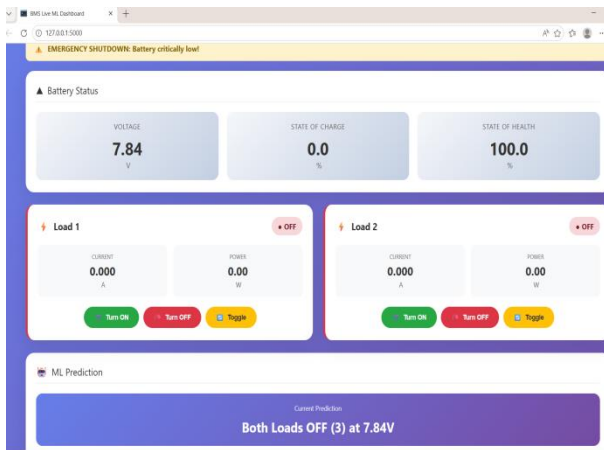 BMS Live ML Dashboard
127.0.0.1:5000
EMERGENCY SHUTDOWN: Battery critically low!
▲ Battery Status
VOLTAGE STATE OF CHARGE STATE OF HEALTH
7.84 0.0 100.0
V % %
Load 1 • OFF
CURRENT POWER
0.000 0.00
A W
Turn ON Turn OFF Toggle
Load 2 • OFF
CURRENT POWER
0.000 0.00
A W
Turn ON Turn OFF Toggle
ML Prediction
Current Prediction
Both Loads OFF (3) at 7.84V